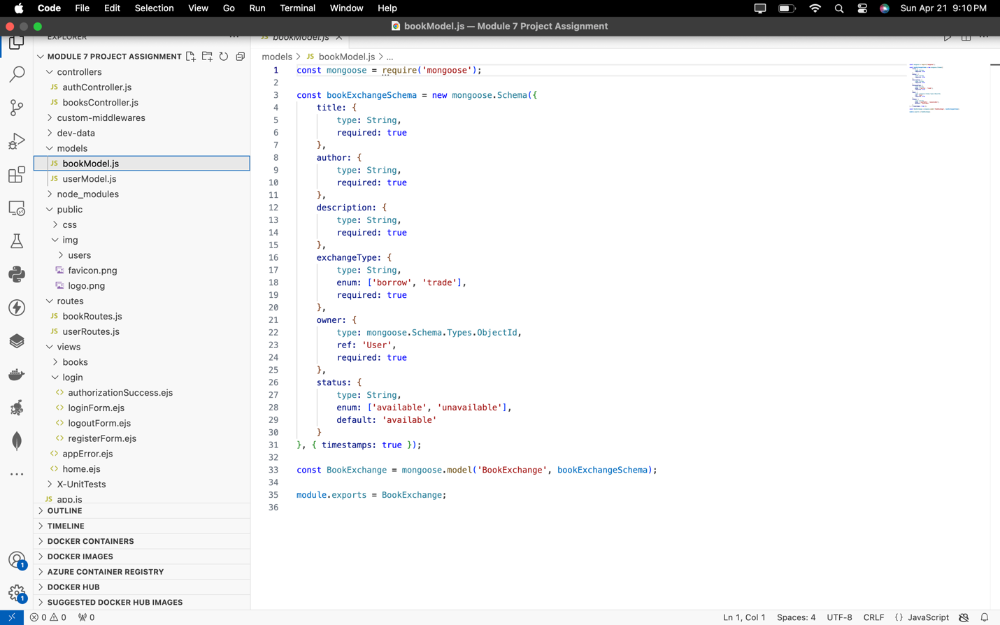 Code File Edit Selection View Go Run Terminal Window Help Sun Apr 21 9:10 PM
bookModel.js — Module 7 Project Assignment
EXPLORER
JS bookModel.js
MODULE 7 PROJECT ASSIGNMENT
controllers
JS authController.js
JS booksController.js
custom-middlewares
dev-data
models
JS bookModel.js
JS userModel.js
node_modules
public
css
img
users
favicon.png
logo.png
routes
JS bookRoutes.js
JS userRoutes.js
views
books
login
authorizationSuccess.ejs
loginForm.ejs
logoutForm.ejs
registerForm.ejs
appError.ejs
home.ejs
X-UnitTests
JS app.js
OUTLINE
TIMELINE
DOCKER CONTAINERS
DOCKER IMAGES
AZURE CONTAINER REGISTRY
DOCKER HUB
SUGGESTED DOCKER HUB IMAGES
1
1
models > JS bookModel.js > ...
1 const mongoose = require('mongoose');
2
3 const bookExchangeSchema = new mongoose.Schema({
4 title: {
5 type: String,
6 required: true
7 },
8 author: {
9 type: String,
10 required: true
11 },
12 description: {
13 type: String,
14 required: true
15 },
16 exchangeType: {
17 type: String,
18 enum: ['borrow', 'trade'],
19 required: true
20 },
21 owner: {
22 type: mongoose.Schema.Types.ObjectId,
23 ref: 'User',
24 required: true
25 },
26 status: {
27 type: String,
28 enum: ['available', 'unavailable'],
29 default: 'available'
30 }
31 }, { timestamps: true });
32
33 const BookExchange = mongoose.model('BookExchange', bookExchangeSchema);
34
35 module.exports = BookExchange;
36
0 0 0 Ln 1, Col 1 Spaces: 4 UTF-8 CRLF {} JavaScript